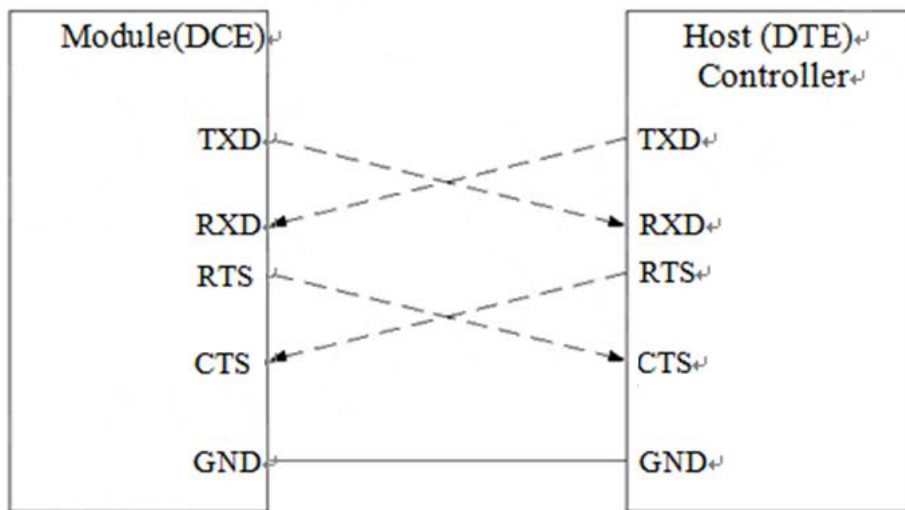 Module(DCE)↵
Host (DTE)↵
Controller↵
TXD↵
TXD↵
RXD↵
RXD↵
RTS↵
RTS↵
CTS↵
CTS↵
GND↵
GND↵